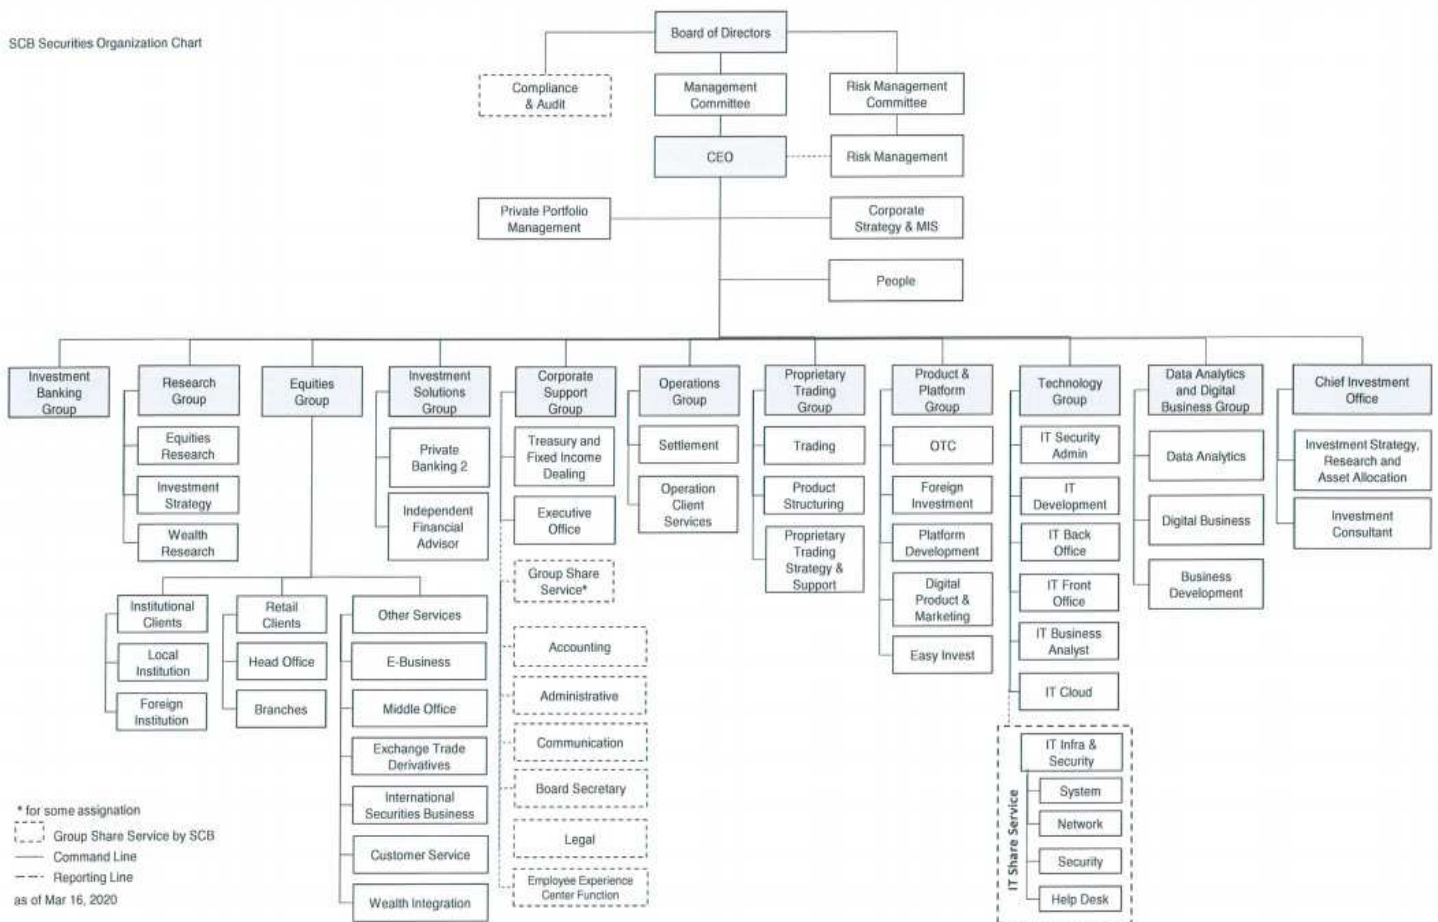 SCB Securities Organization Chart
Board of Directors
Compliance
& Audit
Management
Committee
Risk Management
Committee
CEO
Risk Management
Private Portfolio
Management
Corporate
Strategy & MIS
People
Investment
Banking
Group
Research
Group
Equities
Research
Investment
Strategy
Wealth
Research
Equities
Group
Institutional
Clients
Local
Institution
Foreign
Institution
Retail
Clients
Head Office
Branches
Other Services
E-Business
Middle Office
Exchange Trade
Derivatives
International
Securities Business
Customer Service
Wealth Integration
Investment
Solutions
Group
Private
Banking 2
Independent
Financial
Advisor
Corporate
Support
Group
Treasury and
Fixed Income
Dealing
Executive
Office
Group Share
Service*
Accounting
Administrative
Communication
Board Secretary
Legal
Employee Experience
Center Function
Operations
Group
Settlement
Operation
Client
Services
Proprietary
Trading
Group
Trading
Product
Structuring
Proprietary
Trading
Strategy &
Support
Product &
Platform
Group
OTC
Foreign
Investment
Platform
Development
Digital
Product &
Marketing
Easy Invest
Technology
Group
IT Security
Admin
IT
Development
IT Back
Office
IT Front
Office
IT Business
Analyst
IT Cloud
IT Share Service
IT Infra &
Security
System
Network
Security
Help Desk
Data Analytics
and Digital
Business Group
Data Analytics
Digital Business
Business
Development
Chief Investment
Office
Investment Strategy,
Research and
Asset Allocation
Investment
Consultant
* for some assignation
Group Share Service by SCB
Command Line
Reporting Line
as of Mar 16, 2020